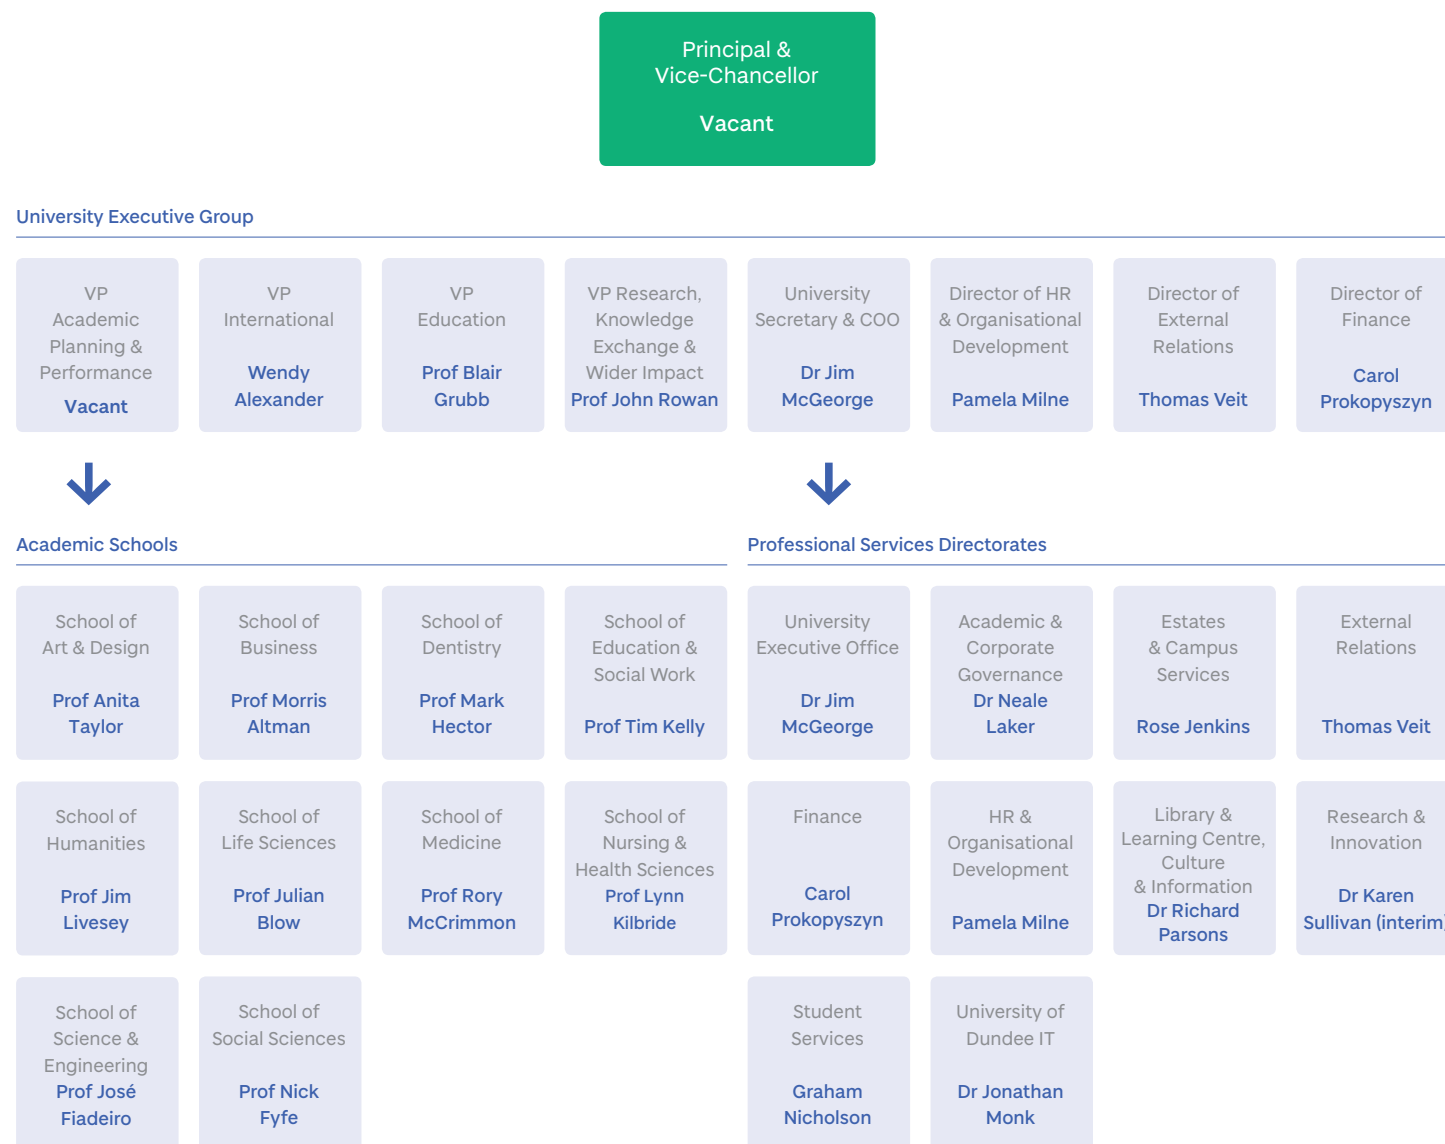 Principal &
Vice-Chancellor
Vacant
University Executive Group
VP
Academic
Planning &
Performance
Vacant
VP
International
Wendy
Alexander
VP
Education
Prof Blair
Grubb
VP Research,
Knowledge
Exchange &
Wider Impact
Prof John Rowan
University
Secretary & COO
Dr Jim
McGeorge
Director of HR
& Organisational
Development
Pamela Milne
Director of
External
Relations
Thomas Veit
Director of
Finance
Carol
Prokopyszyn
Academic Schools
School of
Art & Design
Prof Anita
Taylor
School of
Business
Prof Morris
Altman
School of
Dentistry
Prof Mark
Hector
School of
Education &
Social Work
Prof Tim Kelly
School of
Humanities
Prof Jim
Livesey
School of
Life Sciences
Prof Julian
Blow
School of
Medicine
Prof Rory
McCrimmon
School of
Nursing &
Health Sciences
Prof Lynn
Kilbride
School of
Science &
Engineering
Prof José
Fiadeiro
School of
Social Sciences
Prof Nick
Fyfe
Professional Services Directorates
University
Executive Office
Dr Jim
McGeorge
Academic &
Corporate
Governance
Dr Neale
Laker
Estates
& Campus
Services
Rose Jenkins
External
Relations
Thomas Veit
Finance
Carol
Prokopyszyn
HR &
Organisational
Development
Pamela Milne
Library &
Learning Centre,
Culture
& Information
Dr Richard
Parsons
Research &
Innovation
Dr Karen
Sullivan (interim)
Student
Services
Graham
Nicholson
University of
Dundee IT
Dr Jonathan
Monk